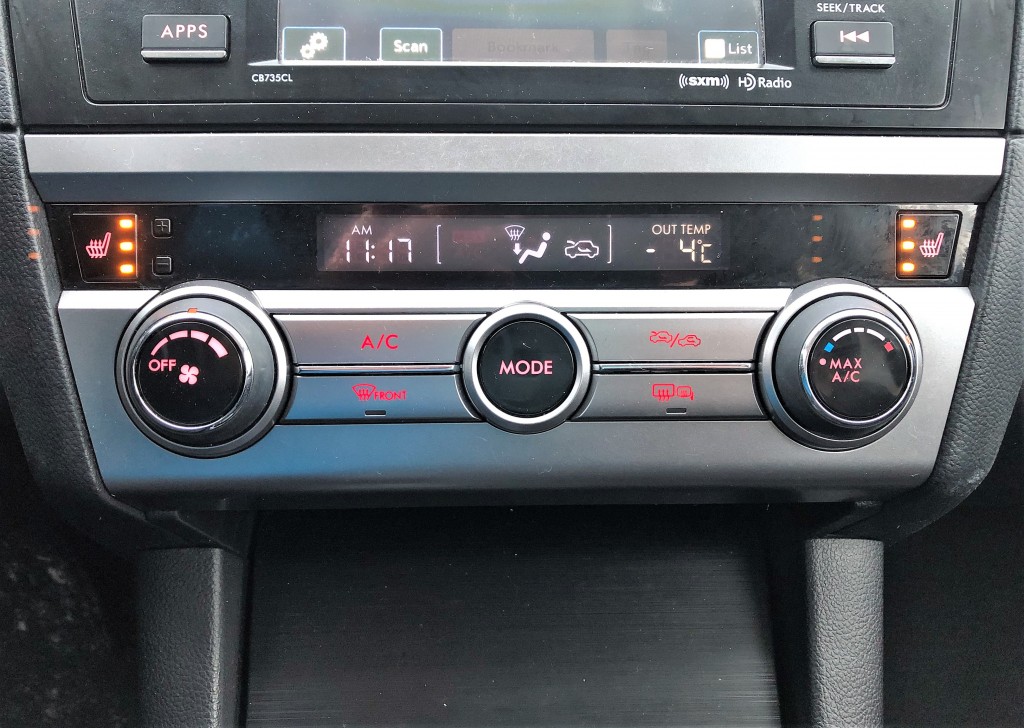 APPS
SEEK/TRACK
Scan
Bookmark
List
CB735CL
((sxm)) HD Radio
AM
11:17
OUT TEMP
- 4°C
OFF
A/C
FRONT
MODE
MAX
A/C